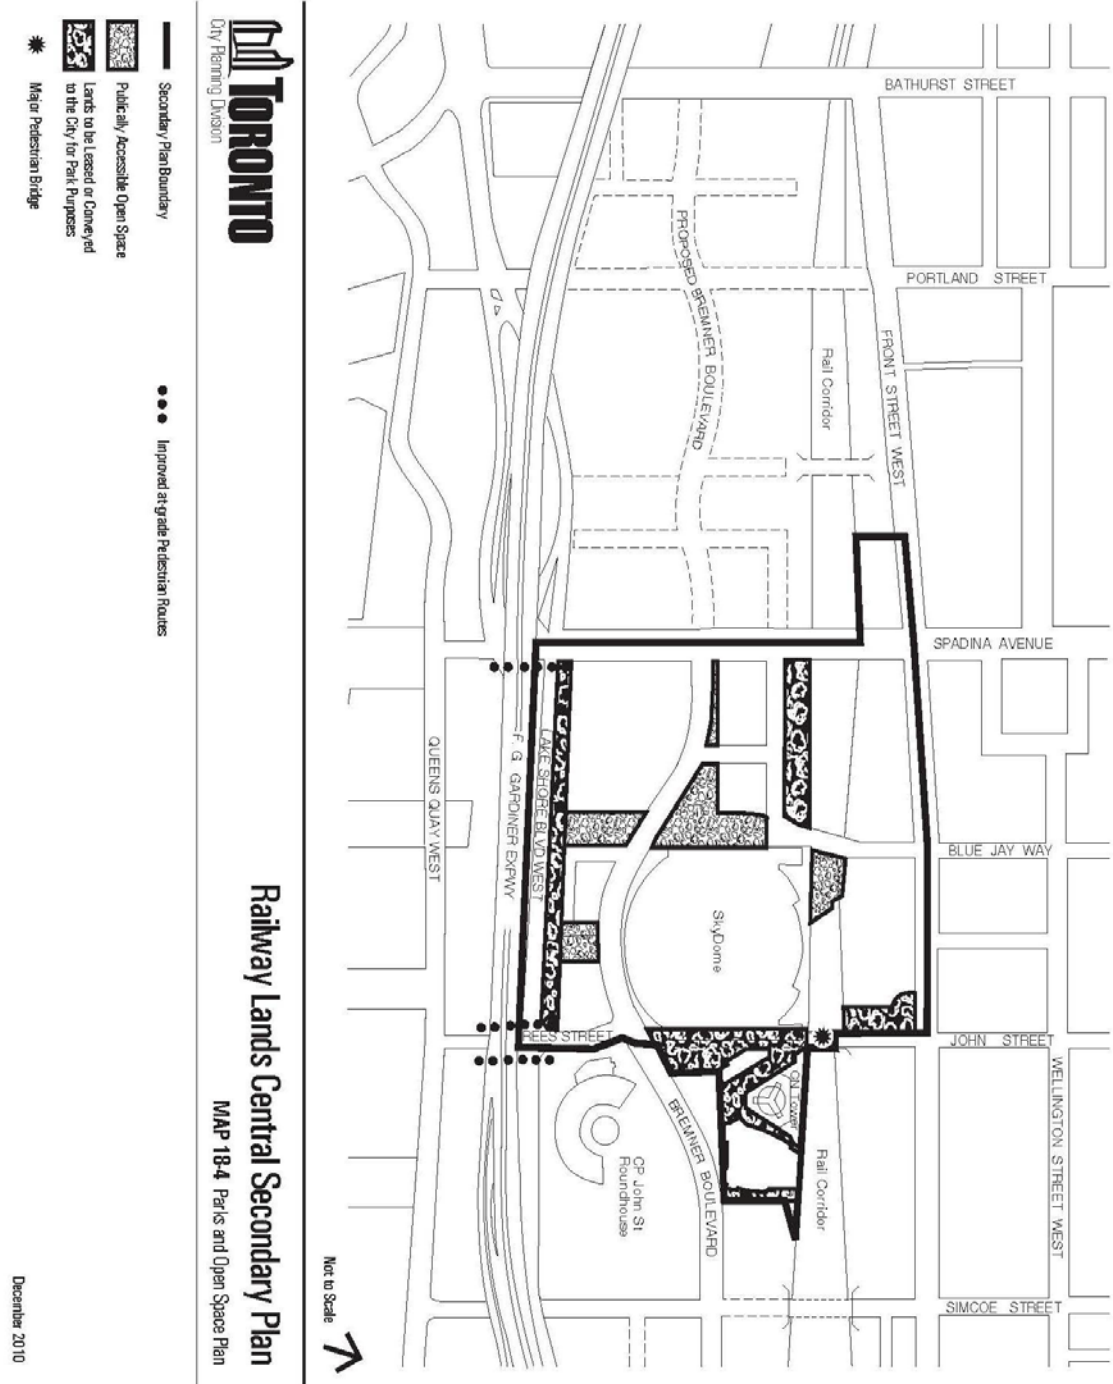 BATHURST STREET
PORTLAND STREET
FRONT STREET WEST
Rail Corridor
PROPOSED BREMNER BOULEVARD
SPADINA AVENUE
BLUE JAY WAY
JOHN STREET
WELLINGTON STREET WEST
SIMCOE STREET
SkyDome
CN Tower
Rail Corridor
BREMNER BOULEVARD
CP John St
Roundhouse
REES STREET
LAKE SHORE BLVD WEST
F. G. GARDINER EXPWY
QUEENS QUAY WEST
Not to Scale
TORONTO
City Planning Division
Railway Lands Central Secondary Plan
MAP 18-4 Parks and Open Space Plan
Secondary Plan Boundary
Publically Accessible Open Space
Lands to be Leased or Conveyed
to the City for Park Purposes
Major Pedestrian Bridge
Improved at-grade Pedestrian Routes
December 2010